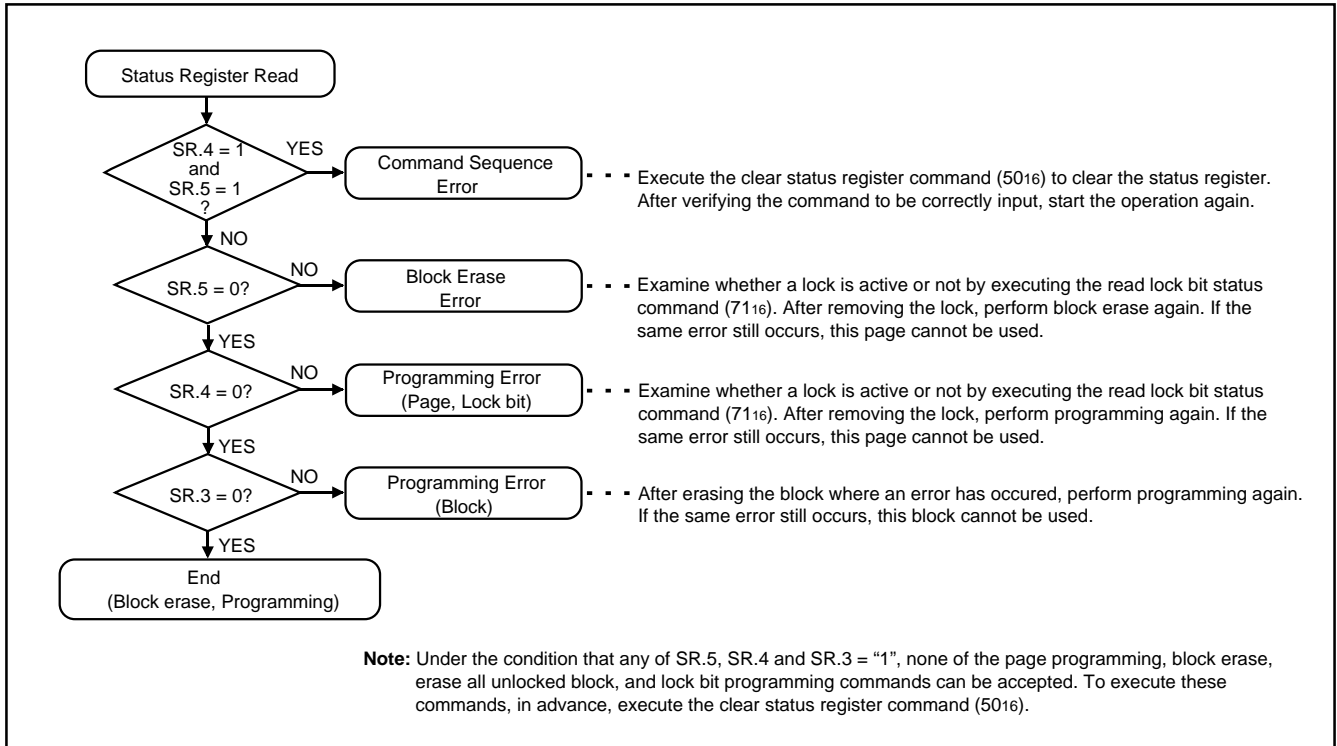 Status Register Read
SR.4 = 1
and
SR.5 = 1
?
YES
Command Sequence
Error
Execute the clear status register command (5016) to clear the status register.
After verifying the command to be correctly input, start the operation again.
NO
SR.5 = 0?
NO
Block Erase
Error
Examine whether a lock is active or not by executing the read lock bit status
command (7116). After removing the lock, perform block erase again. If the
same error still occurs, this page cannot be used.
YES
SR.4 = 0?
NO
Programming Error
(Page, Lock bit)
Examine whether a lock is active or not by executing the read lock bit status
command (7116). After removing the lock, perform programming again. If the
same error still occurs, this page cannot be used.
YES
SR.3 = 0?
NO
Programming Error
(Block)
After erasing the block where an error has occured, perform programming again.
If the same error still occurs, this block cannot be used.
YES
End
(Block erase, Programming)
Note: Under the condition that any of SR.5, SR.4 and SR.3 = “1”, none of the page programming, block erase,
erase all unlocked block, and lock bit programming commands can be accepted. To execute these
commands, in advance, execute the clear status register command (5016).